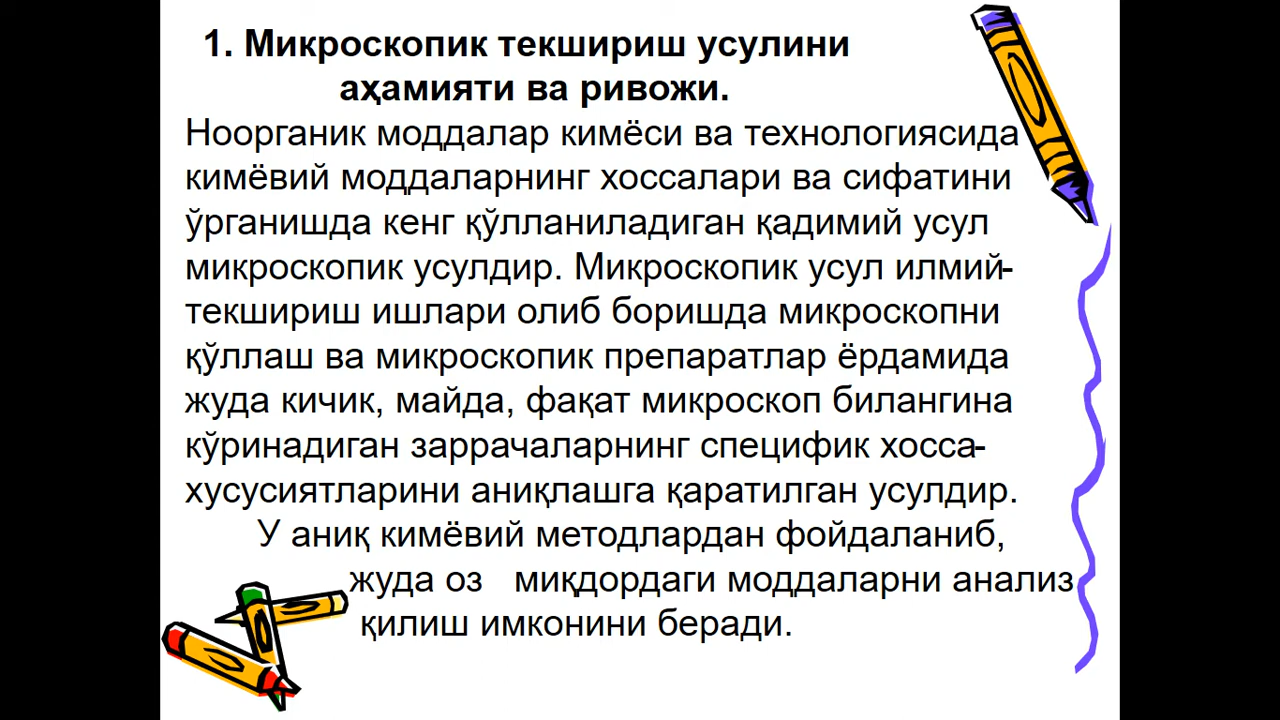 1. Микроскопик текшириш усулини
аҳамияти ва ривожи.
Ноорганик моддалар кимёси ва технологиясида
кимёвий моддаларнинг хоссалари ва сифатини
ўрганишда кенг қўлланиладиган қадимий усул
микроскопик усулдир. Микроскопик усул илмий-
текшириш ишлари олиб боришда микроскопни
қўллаш ва микроскопик препаратлар ёрдамида
жуда кичик, майда, фақат микроскоп билангина
кўринадиган заррачаларнинг специфик хосса-
хусусиятларини аниқлашга қаратилган усулдир.
У аниқ кимёвий методлардан фойдаланиб,
жуда оз миқдордаги моддаларни анализ
қилиш имконини беради.